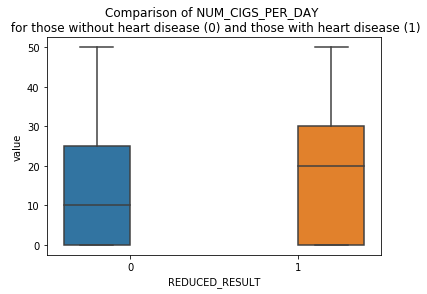 Comparison of NUM_CIGS_PER_DAY
for those without heart disease (0) and those with heart disease (1)
50
40
30
20
10
0
value
0 1
REDUCED_RESULT